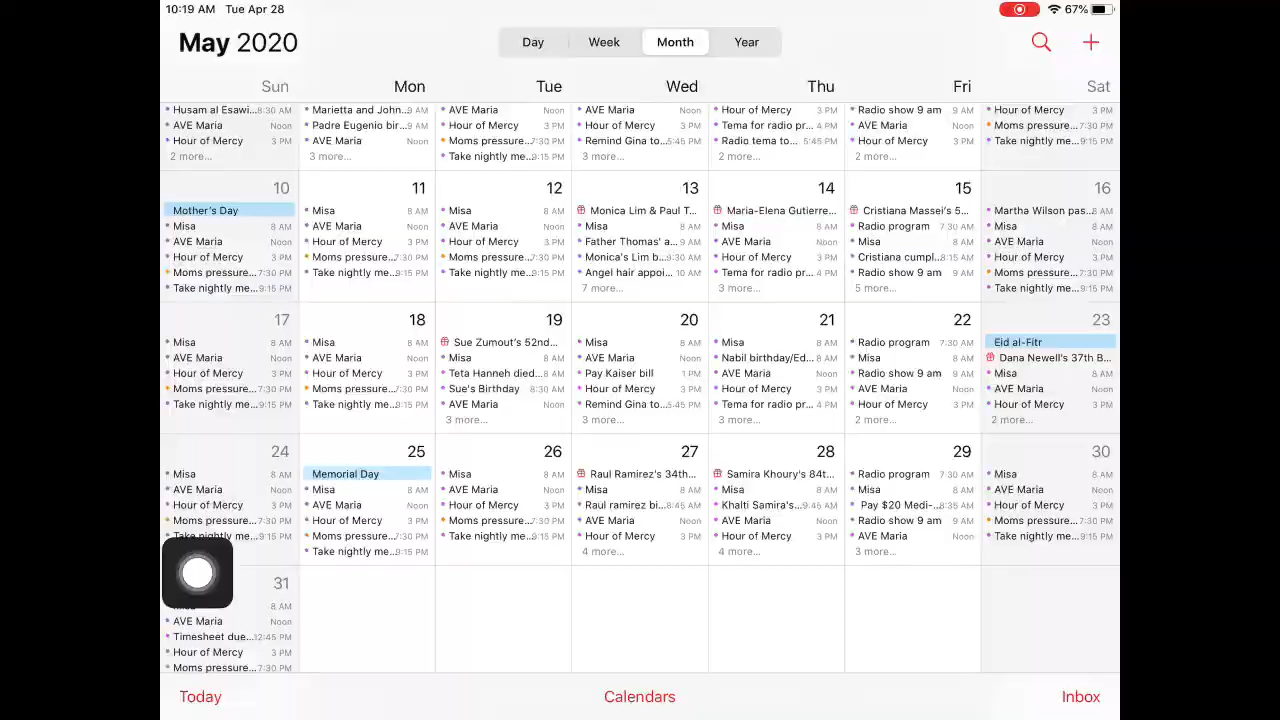 10:19 AM Tue Apr 28
67%
May 2020
Day Week Month Year
Sun Mon Tue Wed Thu Fri Sat
Husam al Esawi... 8:30 AM
AVE Maria Noon
Hour of Mercy 3 PM
2 more...
Marietta and John... 9 AM
Padre Eugenio bir... 9 AM
AVE Maria Noon
3 more...
AVE Maria Noon
Hour of Mercy 3 PM
Moms pressure... 7:30 PM
Take nightly me... 9:15 PM
AVE Maria Noon
Hour of Mercy 3 PM
Remind Gina to... 5:45 PM
3 more...
Hour of Mercy 3 PM
Tema for radio pr... 4 PM
Radio tema to... 5:45 PM
2 more...
Radio show 9 am 9 AM
AVE Maria Noon
Hour of Mercy 3 PM
2 more...
Hour of Mercy 3 PM
Moms pressure... 7:30 PM
Take nightly me... 9:15 PM
10
Mother's Day
Misa 8 AM
AVE Maria Noon
Hour of Mercy 3 PM
Moms pressure... 7:30 PM
Take nightly me... 9:15 PM
11
Misa 8 AM
AVE Maria Noon
Hour of Mercy 3 PM
Moms pressure... 7:30 PM
Take nightly me... 9:15 PM
12
Misa 8 AM
AVE Maria Noon
Hour of Mercy 3 PM
Moms pressure... 7:30 PM
Take nightly me... 9:15 PM
13
Monica Lim & Paul T...
Misa 8 AM
Father Thomas' a... 9 AM
Monica's Lim b... 9:30 AM
Angel hair appoi... 10 AM
7 more...
14
Maria-Elena Gutierre...
Misa 8 AM
AVE Maria Noon
Hour of Mercy 3 PM
Tema for radio pr... 4 PM
3 more...
15
Cristiana Massei's 5...
Radio program 7:30 AM
Misa 8 AM
Cristiana cumpl... 8:15 AM
Radio show 9 am 9 AM
5 more...
16
Martha Wilson pas... 8 AM
Misa 8 AM
AVE Maria Noon
Hour of Mercy 3 PM
Moms pressure... 7:30 PM
Take nightly me... 9:15 PM
17
Misa 8 AM
AVE Maria Noon
Hour of Mercy 3 PM
Moms pressure... 7:30 PM
Take nightly me... 9:15 PM
18
Misa 8 AM
AVE Maria Noon
Hour of Mercy 3 PM
Moms pressure... 7:30 PM
Take nightly me... 9:15 PM
19
Sue Zumout's 52nd...
Misa 8 AM
Teta Hanneh died... 8 AM
Sue's Birthday 8:30 AM
AVE Maria Noon
3 more...
20
Misa 8 AM
AVE Maria Noon
Pay Kaiser bill 1 PM
Hour of Mercy 3 PM
Remind Gina to... 5:45 PM
3 more...
21
Misa 8 AM
Nabil birthday/Ed... 8 AM
AVE Maria Noon
Hour of Mercy 3 PM
Tema for radio pr... 4 PM
3 more...
22
Radio program 7:30 AM
Misa 8 AM
Radio show 9 am 9 AM
AVE Maria Noon
Hour of Mercy 3 PM
2 more...
23
Eid al-Fitr
Dana Newell's 37th B...
Misa 8 AM
AVE Maria Noon
Hour of Mercy 3 PM
2 more...
24
Misa 8 AM
AVE Maria Noon
Hour of Mercy 3 PM
Moms pressure... 7:30 PM
Take nightly me... 9:15 PM
25
Memorial Day
Misa 8 AM
AVE Maria Noon
Hour of Mercy 3 PM
Moms pressure... 7:30 PM
Take nightly me... 9:15 PM
26
Misa 8 AM
AVE Maria Noon
Hour of Mercy 3 PM
Moms pressure... 7:30 PM
Take nightly me... 9:15 PM
27
Raul Ramirez's 34th...
Misa 8 AM
Raul ramirez bi... 8:45 AM
AVE Maria Noon
Hour of Mercy 3 PM
4 more...
28
Samira Khoury's 84t...
Misa 8 AM
Khalti Samira's... 9:45 AM
AVE Maria Noon
Hour of Mercy 3 PM
4 more...
29
Radio program 7:30 AM
Misa 8 AM
Pay $20 Medi-... 8:35 AM
Radio show 9 am 9 AM
AVE Maria Noon
3 more...
30
Misa 8 AM
AVE Maria Noon
Hour of Mercy 3 PM
Moms pressure... 7:30 PM
Take nightly me... 9:15 PM
31
Misa 8 AM
AVE Maria Noon
Timesheet due... 12:45 PM
Hour of Mercy 3 PM
Moms pressure... 7:30 PM
Today Calendars Inbox